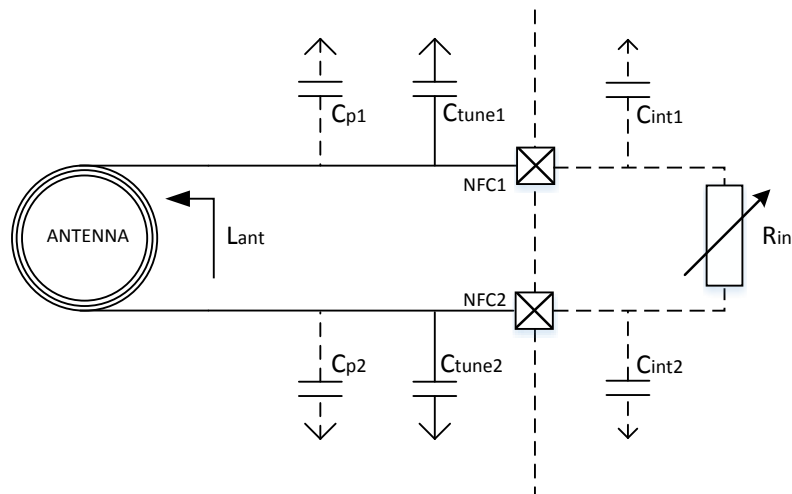 Cp1
Ctune1
Cint1
NFC1
ANTENNA
Lant
Rin
NFC2
Cp2
Ctune2
Cint2